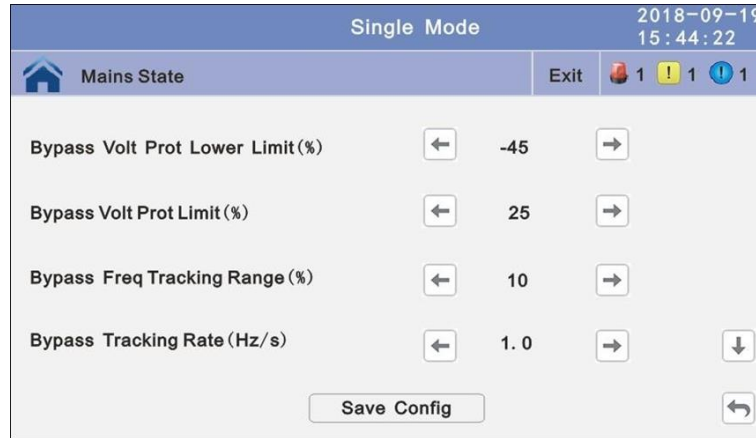 Single Mode
2018-09-19
15:44:22
Mains State
Exit
1
! 1
! 1
Bypass Volt Prot Lower Limit(%) -45
Bypass Volt Prot Limit(%) 25
Bypass Freq Tracking Range(%) 10
Bypass Tracking Rate(Hz/s) 1.0
Save Config